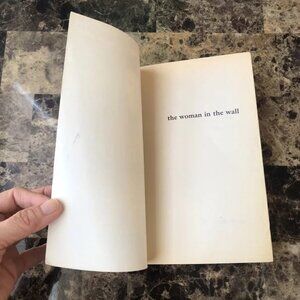 the woman in the wall